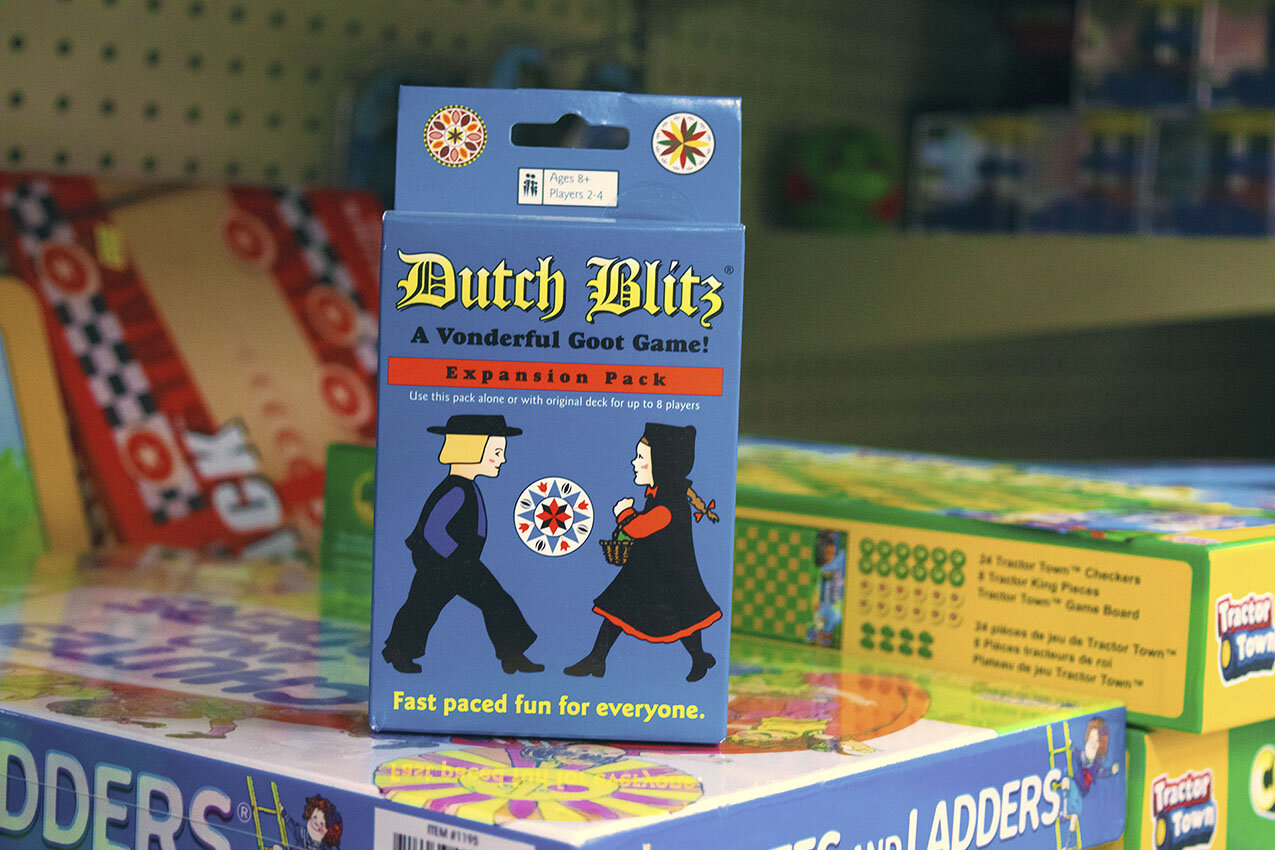 Ages 8+
Players 2-4
Dutch Blitz®
A Vonderful Goot Game!
Expansion Pack
Use this pack alone or with original deck for up to 8 players
Fast paced fun for everyone.
CK
24 Tractor Town™ Checkers
8 Tractor King Pieces
Tractor Town™ Game Board
24 pièces de jeu de Tractor Town™
8 Pièces tracteurs de roi
Plateau de jeu Tractor Town™
Tractor
Town
DDERS®
ITEM #1195
AND LADDERS
Tractor
Town